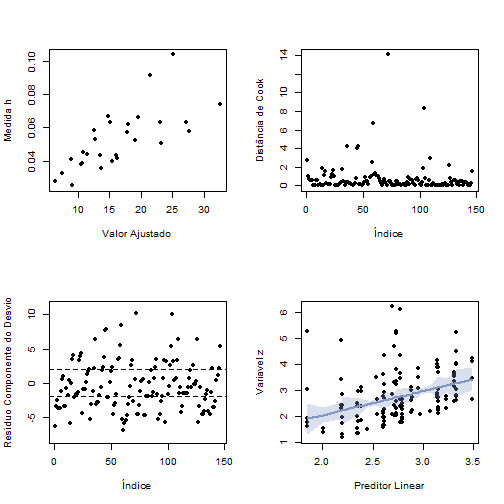 0.10
0.08
0.06
0.04
Medida h
10 15 20 25 30
Valor Ajustado
14
10
8
6
4
2
0
Distância de Cook
0 50 100 150
Índice
10
5
0
-5
Resíduo Componente do Desvio
0 50 100 150
Índice
6
5
4
3
2
1
Variável z
2.0 2.5 3.0 3.5
Preditor Linear